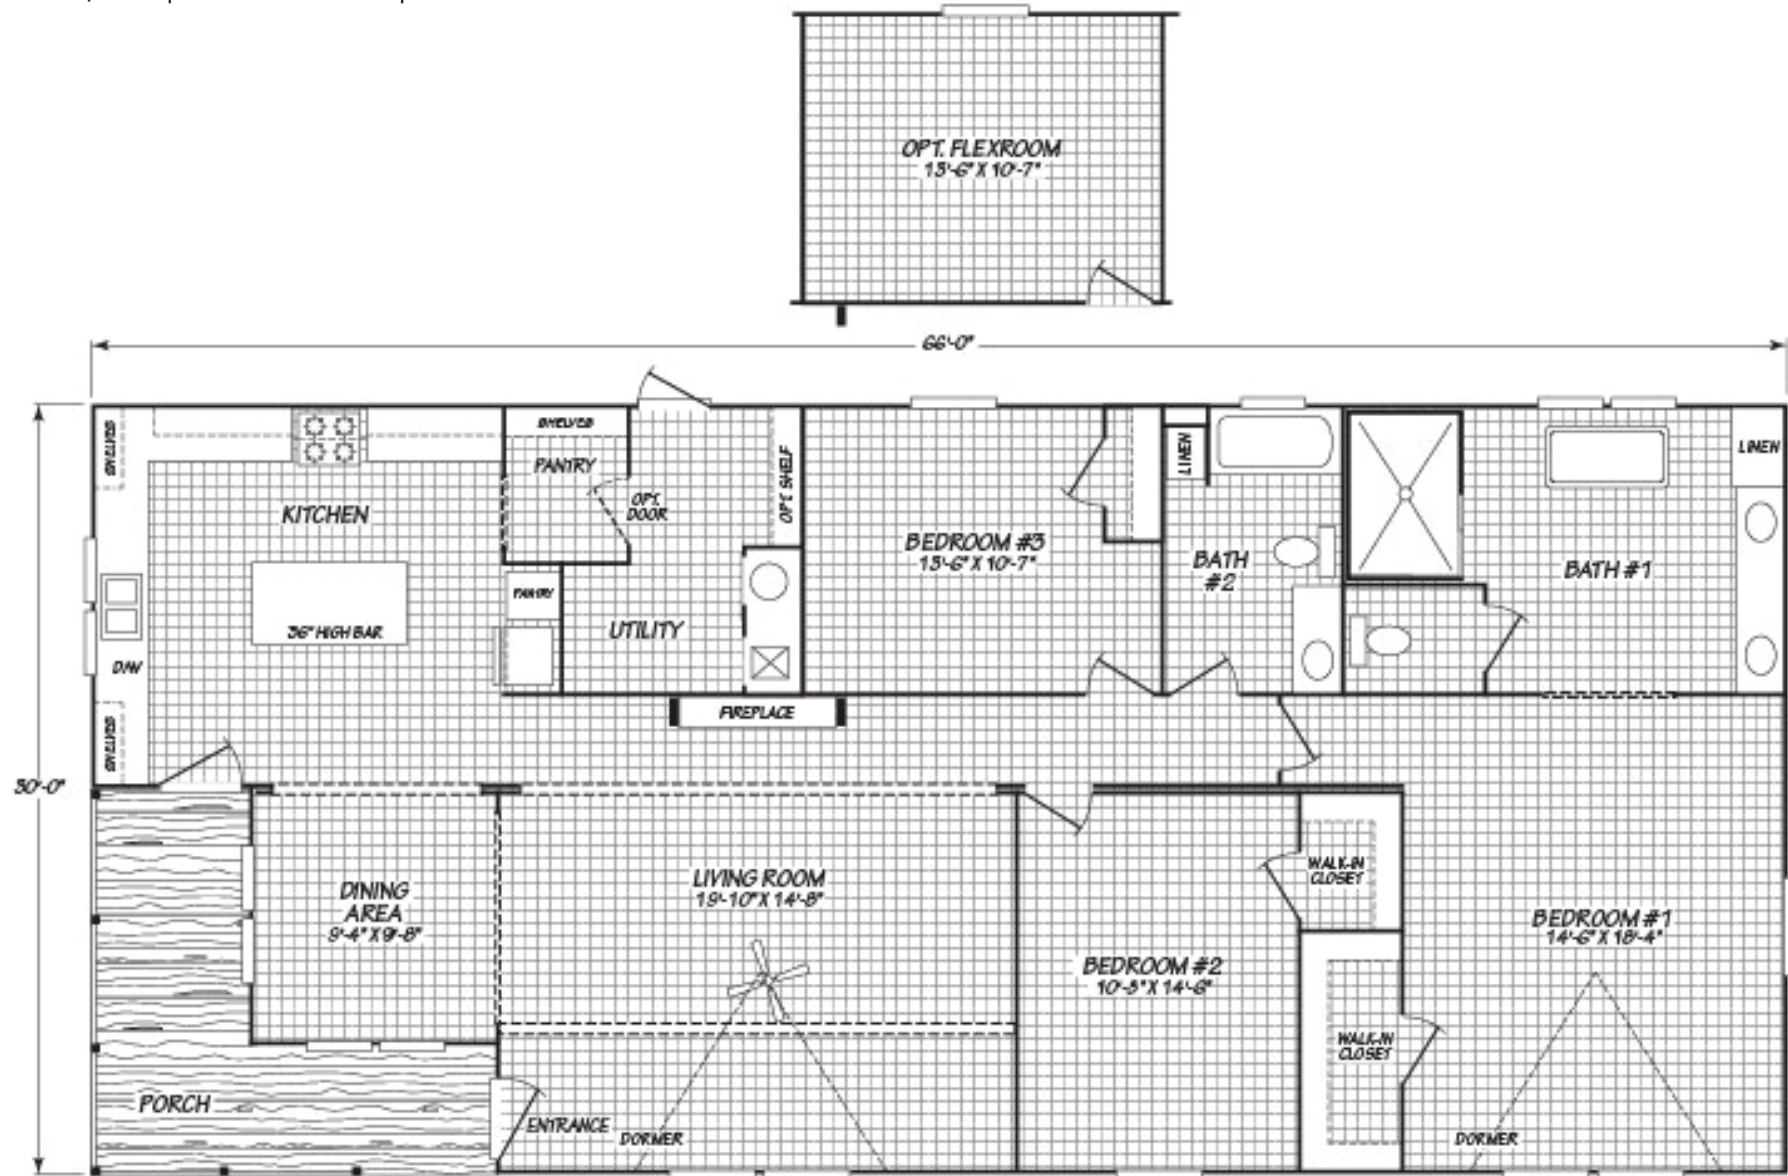 OPT. FLEXROOM
13'-6" X 10'-7"
66'-0"
30'-0"
SHELVES
KITCHEN
36" HIGH BAR
D/W
SHELVES
SHELVES
PANTRY
OPT.
DOOR
OPT. SHELF
PANTRY
UTILITY
FIREPLACE
BEDROOM #3
13'-6" X 10'-7"
LINEN
BATH
#2
BATH #1
LINEN
DINING
AREA
9'-4" X 9'-8"
LIVING ROOM
19'-10" X 14'-8"
BEDROOM #2
10'-3" X 14'-6"
WALK-IN
CLOSET
WALK-IN
CLOSET
BEDROOM #1
14'-6" X 18'-4"
PORCH
ENTRANCE
DORMER
DORMER